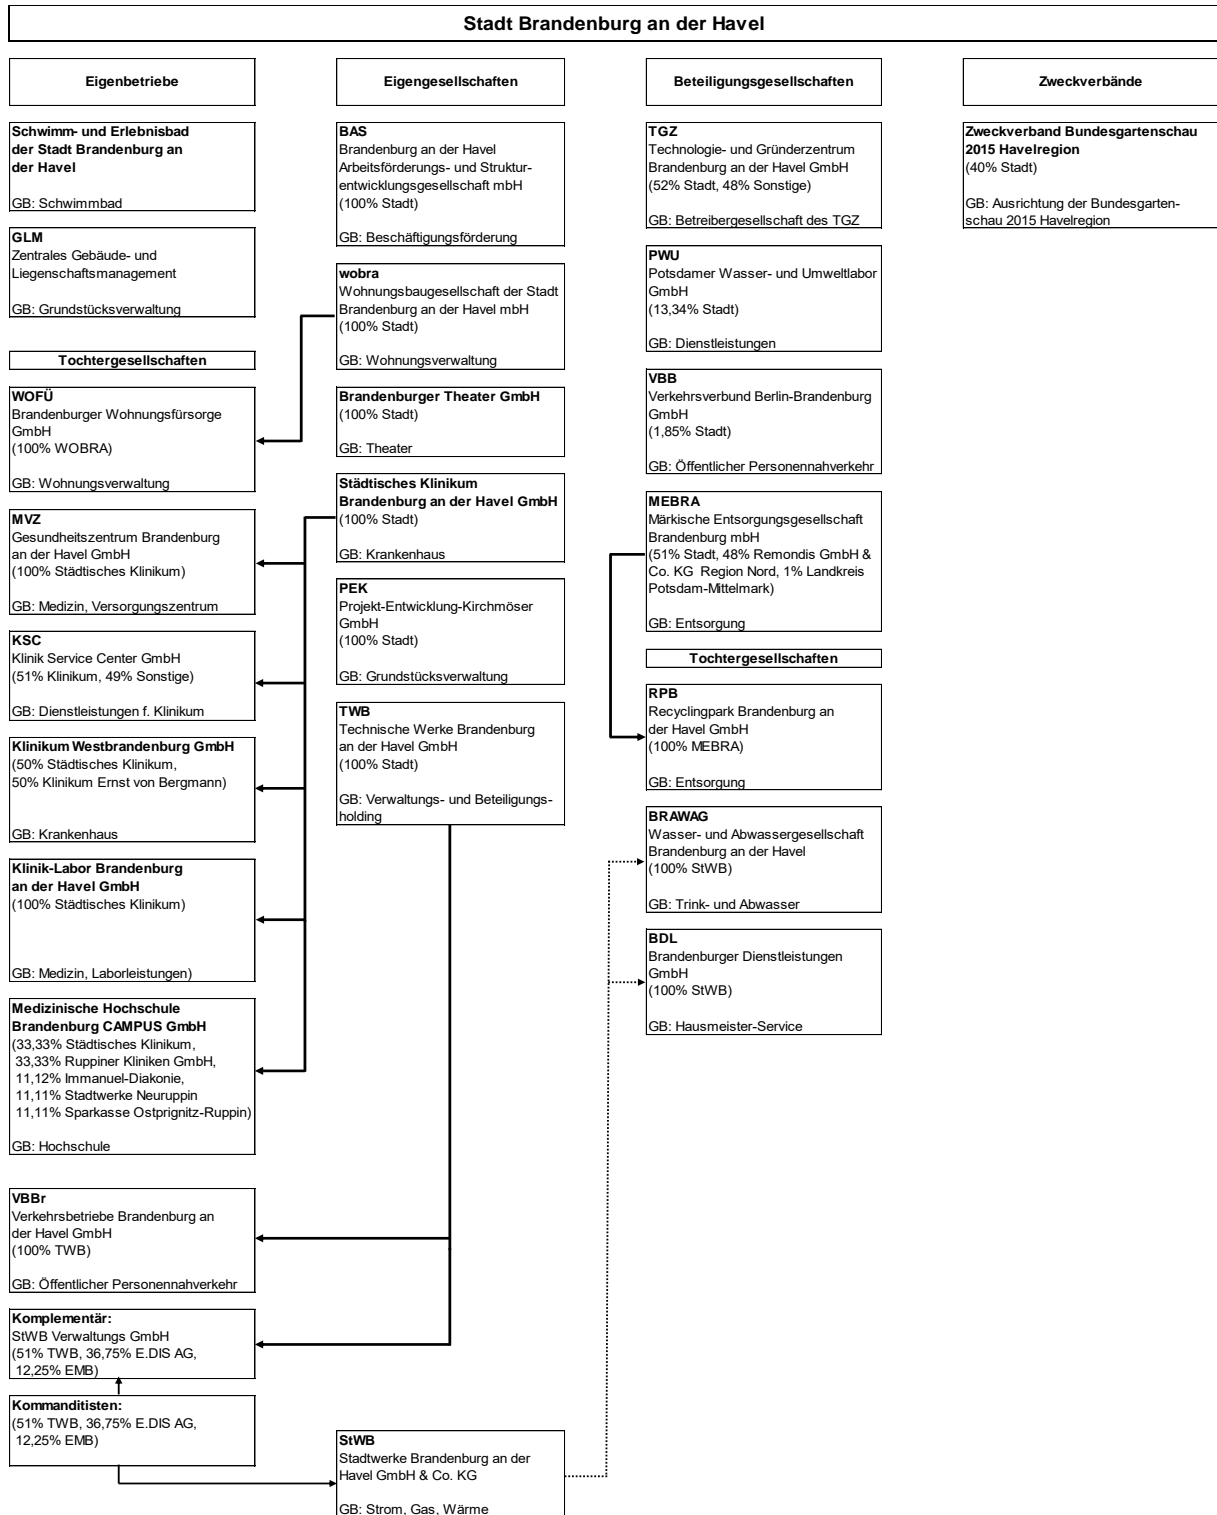 Stadt Brandenburg an der Havel
Eigenbetriebe
Schwimm- und Erlebnisbad
der Stadt Brandenburg an
der Havel
GB: Schwimmbad
GLM
Zentrales Gebäude- und
Liegenschaftsmanagement
GB: Grundstücksverwaltung
Tochtergesellschaften
WOFÜ
Brandenburger Wohnungsfürsorge
GmbH
(100% WOBRA)
GB: Wohnungsverwaltung
MVZ
Gesundheitszentrum Brandenburg
an der Havel GmbH
(100% Städtisches Klinikum)
GB: Medizin, Versorgungszentrum
KSC
Klinik Service Center GmbH
(51% Klinikum, 49% Sonstige)
GB: Dienstleistungen f. Klinikum
Klinikum Westbrandenburg GmbH
(50% Städtisches Klinikum,
50% Klinikum Ernst von Bergmann)
GB: Krankenhaus
Klinik-Labor Brandenburg
an der Havel GmbH
(100% Städtisches Klinikum)
GB: Medizin, Laborleistungen)
Medizinische Hochschule
Brandenburg CAMPUS GmbH
(33,33% Städtisches Klinikum,
33,33% Ruppiner Kliniken GmbH,
11,12% Immanuel-Diakonie,
11,11% Stadtwerke Neuruppin
11,11% Sparkasse Ostprignitz-Ruppin)
GB: Hochschule
VBBr
Verkehrsbetriebe Brandenburg an
der Havel GmbH
(100% TWB)
GB: Öffentlicher Personennahverkehr
Komplementär:
StWB Verwaltungs GmbH
(51% TWB, 36,75% E.DIS AG,
12,25% EMB)
Kommanditisten:
(51% TWB, 36,75% E.DIS AG,
12,25% EMB)
Eigengesellschaften
BAS
Brandenburg an der Havel
Arbeitsförderungs- und Struktur-
entwicklungsgesellschaft mbH
(100% Stadt)
GB: Beschäftigungsförderung
wobra
Wohnungsbaugesellschaft der Stadt
Brandenburg an der Havel mbH
(100% Stadt)
GB: Wohnungsverwaltung
Brandenburger Theater GmbH
(100% Stadt)
GB: Theater
Städtisches Klinikum
Brandenburg an der Havel GmbH
(100% Stadt)
GB: Krankenhaus
PEK
Projekt-Entwicklung-Kirchmöser
GmbH
(100% Stadt)
GB: Grundstücksverwaltung
TWB
Technische Werke Brandenburg
an der Havel GmbH
(100% Stadt)
GB: Verwaltungs- und Beteiligungs-
holding
StWB
Stadtwerke Brandenburg an der
Havel GmbH & Co. KG
GB: Strom, Gas, Wärme
Beteiligungsgesellschaften
TGZ
Technologie- und Gründerzentrum
Brandenburg an der Havel GmbH
(52% Stadt, 48% Sonstige)
GB: Betreibergesellschaft des TGZ
PWU
Potsdamer Wasser- und Umweltlabor
GmbH
(13,34% Stadt)
GB: Dienstleistungen
VBB
Verkehrsverbund Berlin-Brandenburg
GmbH
(1,85% Stadt)
GB: Öffentlicher Personennahverkehr
MEBRA
Märkische Entsorgungsgesellschaft
Brandenburg mbH
(51% Stadt, 48% Remondis GmbH &
Co. KG Region Nord, 1% Landkreis
Potsdam-Mittelmark)
GB: Entsorgung
Tochtergesellschaften
RPB
Recyclingpark Brandenburg an
der Havel GmbH
(100% MEBRA)
GB: Entsorgung
BRAWAG
Wasser- und Abwassergesellschaft
Brandenburg an der Havel
(100% StWB)
GB: Trink- und Abwasser
BDL
Brandenburger Dienstleistungen
GmbH
(100% StWB)
GB: Hausmeister-Service
Zweckverbände
Zweckverband Bundesgartenschau
2015 Havelregion
(40% Stadt)
GB: Ausrichtung der Bundesgarten-
schau 2015 Havelregion